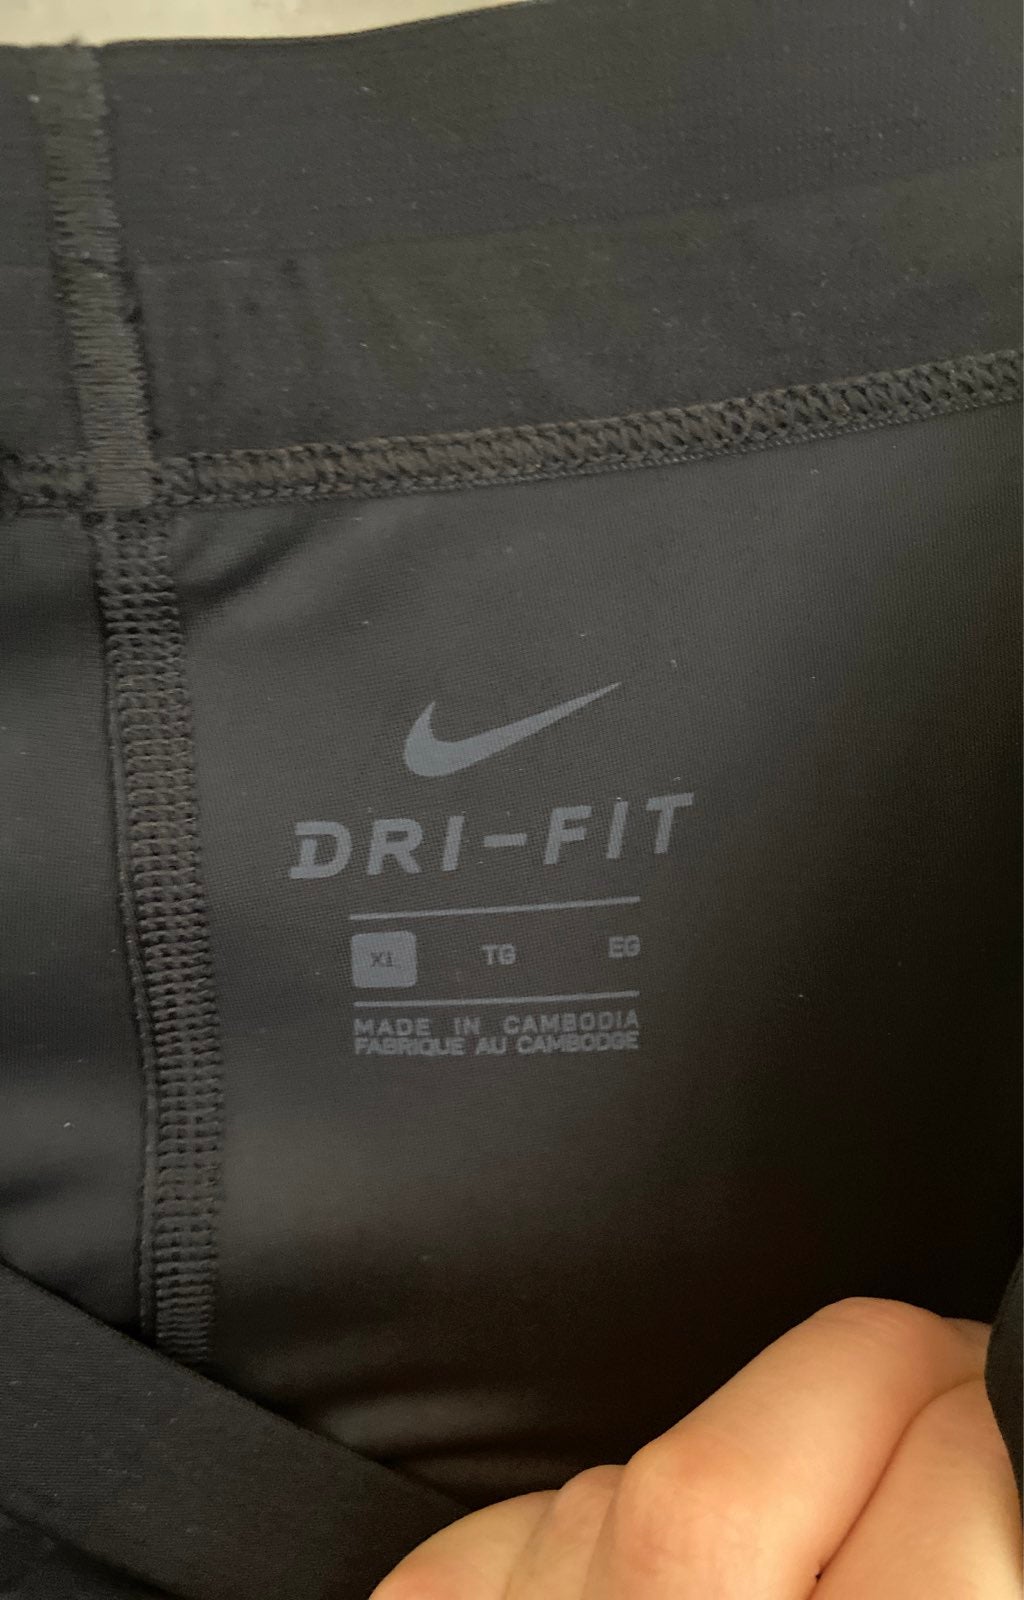 DRI-FIT
XL TG EG
MADE IN CAMBODIA
FABRIQUE AU CAMBODGE